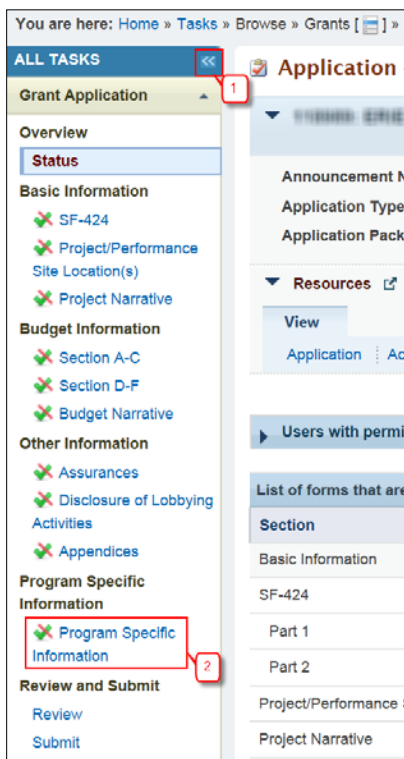 You are here: Home » Tasks » Browse » Grants [ ] »
ALL TASKS «
1
Grant Application
Overview
Status
Basic Information
SF-424
Project/Performance
Site Location(s)
Project Narrative
Budget Information
Section A-C
Section D-F
Budget Narrative
Other Information
Assurances
Disclosure of Lobbying
Activities
Appendices
Program Specific
Information
Program Specific
Information
2
Review and Submit
Review
Submit
Application
Announcement N
Application Type
Application Pack
Resources
View
Application Ac
Users with permi
List of forms that are
Section
Basic Information
SF-424
Part 1
Part 2
Project/Performance
Project Narrative